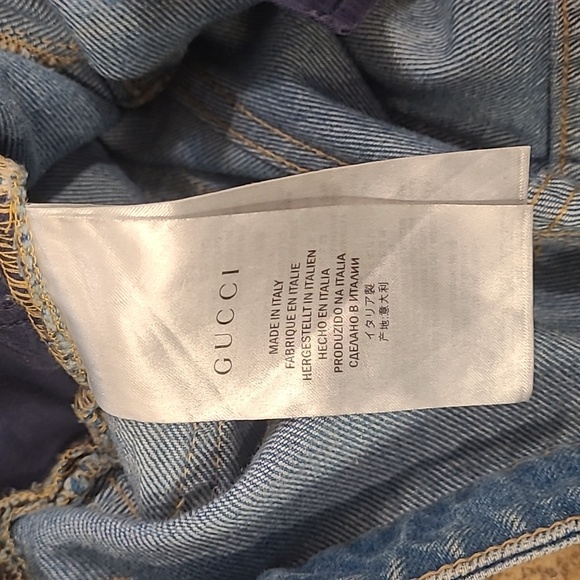 GUCCI
MADE IN ITALY
FABRIQUE EN ITALIE
HERGESTELLT IN ITALIEN
HECHO EN ITALIA
PRODUZIDO NA ITALIA
СДЕЛАНО В ИТАЛИИ
イタリア製
产地:意大利